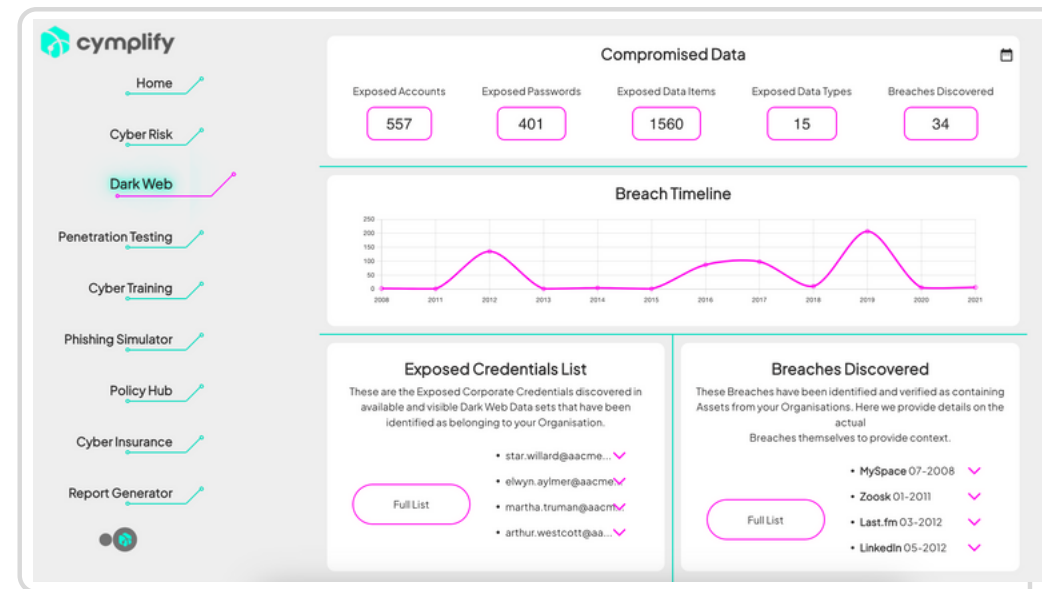 cymplify
Home
Cyber Risk
Dark Web
Penetration Testing
Cyber Training
Phishing Simulator
Policy Hub
Cyber Insurance
Report Generator
Compromised Data
Exposed Accounts Exposed Passwords Exposed Data Items Exposed Data Types Breaches Discovered
557 401 1560 15 34
Breach Timeline
250
200
150
100
50
0
2008 2011 2012 2013 2014 2015 2016 2017 2018 2019 2020 2021
Exposed Credentials List
These are the Exposed Corporate Credentials discovered in
available and visible Dark Web Data sets that have been
identified as belonging to your Organisation.
Full List
• star.willard@aacme...
• elwyn.aylmer@aacme
• martha.truman@aacm
• arthur.westcott@aa...
Breaches Discovered
These Breaches have been identified and verified as containing
Assets from your Organisations. Here we provide details on the
actual
Breaches themselves to provide context.
Full List
• MySpace 07-2008
• Zoosk 01-2011
• Last.fm 03-2012
• LinkedIn 05-2012